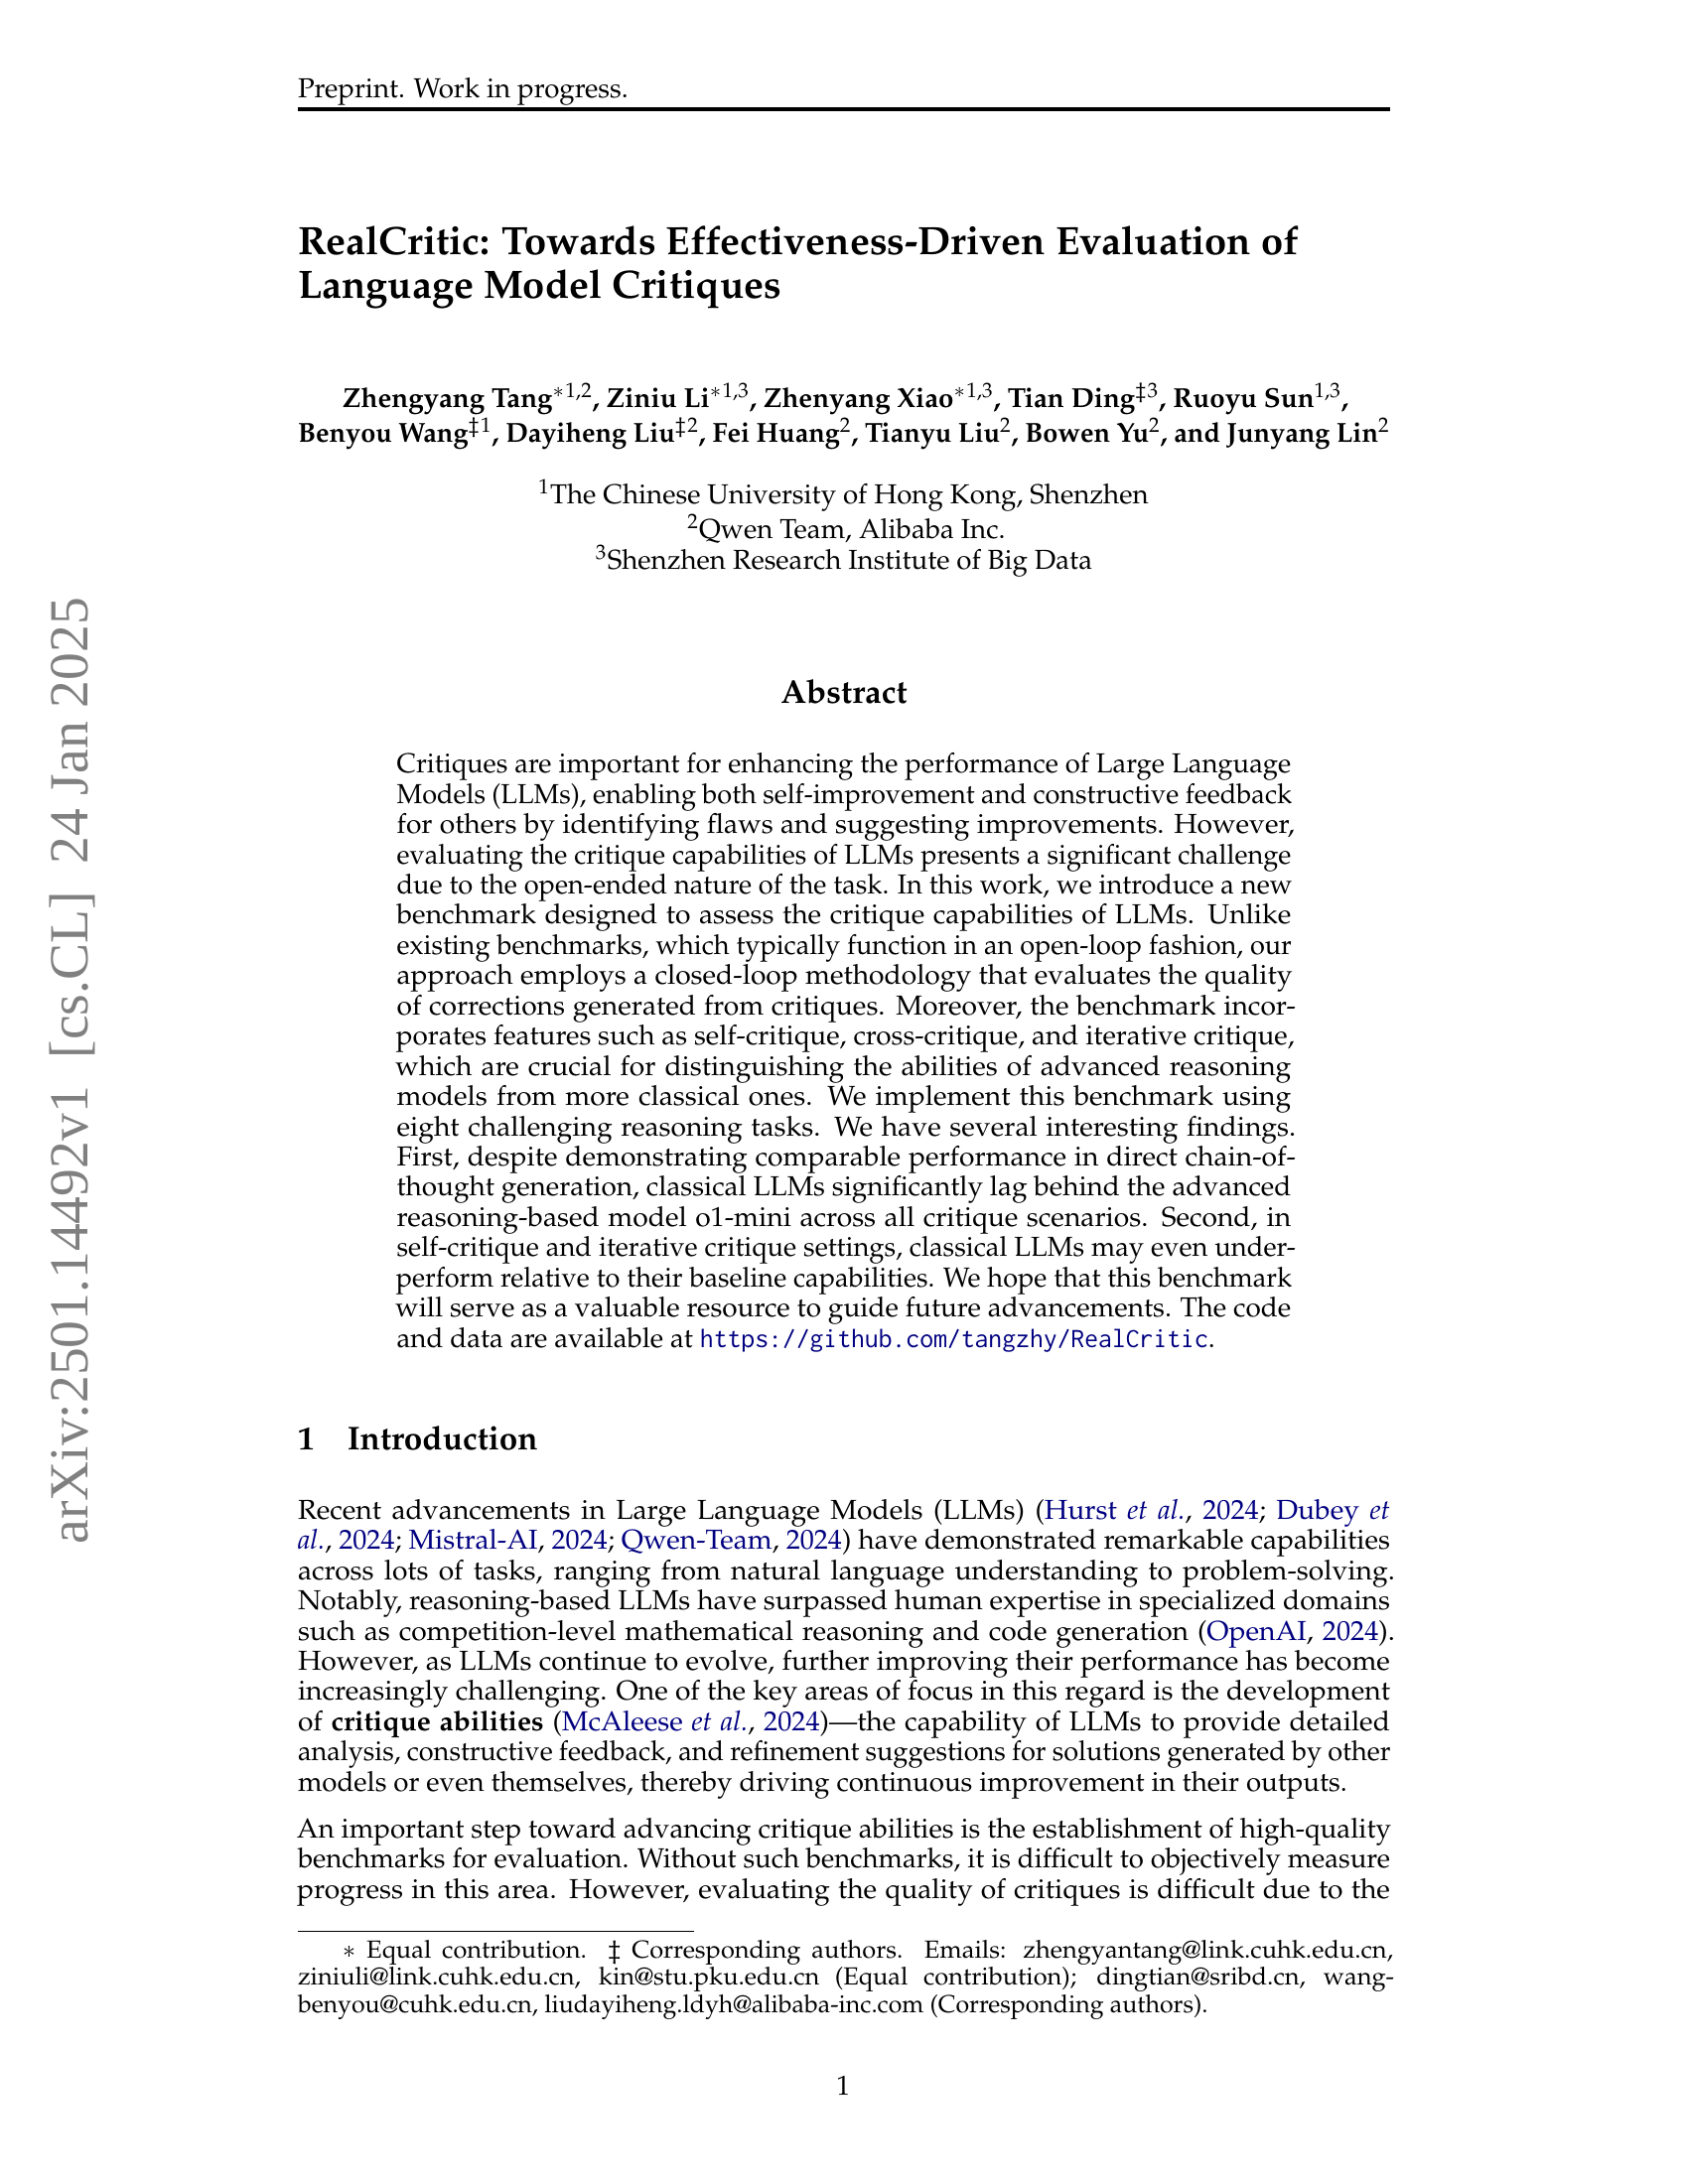 Preprint. Work in progress.
RealCritic: Towards Effectiveness-Driven Evaluation of
Language Model Critiques
Zhengyang Tang∗1,2, Ziniu Li∗1,3, Zhenyang Xiao∗1,3, Tian Ding‡3, Ruoyu Sun1,3,
Benyou Wang‡1, Dayiheng Liu‡2, Fei Huang2, Tianyu Liu2, Bowen Yu2, and Junyang Lin2
1The Chinese University of Hong Kong, Shenzhen
2Qwen Team, Alibaba Inc.
3Shenzhen Research Institute of Big Data
Abstract
Critiques are important for enhancing the performance of Large Language
Models (LLMs), enabling both self-improvement and constructive feedback
for others by identifying flaws and suggesting improvements. However,
evaluating the critique capabilities of LLMs presents a significant challenge
due to the open-ended nature of the task. In this work, we introduce a new
benchmark designed to assess the critique capabilities of LLMs. Unlike
existing benchmarks, which typically function in an open-loop fashion, our
approach employs a closed-loop methodology that evaluates the quality
of corrections generated from critiques. Moreover, the benchmark incor-
porates features such as self-critique, cross-critique, and iterative critique,
which are crucial for distinguishing the abilities of advanced reasoning
models from more classical ones. We implement this benchmark using
eight challenging reasoning tasks. We have several interesting findings.
First, despite demonstrating comparable performance in direct chain-of-
thought generation, classical LLMs significantly lag behind the advanced
reasoning-based model o1-mini across all critique scenarios. Second, in
self-critique and iterative critique settings, classical LLMs may even under-
perform relative to their baseline capabilities. We hope that this benchmark
will serve as a valuable resource to guide future advancements. The code
and data are available at https://github.com/tangzhy/RealCritic.
1 Introduction
Recent advancements in Large Language Models (LLMs) (Hurst et al., 2024; Dubey et
al., 2024; Mistral-AI, 2024; Qwen-Team, 2024) have demonstrated remarkable capabilities
across lots of tasks, ranging from natural language understanding to problem-solving.
Notably, reasoning-based LLMs have surpassed human expertise in specialized domains
such as competition-level mathematical reasoning and code generation (OpenAI, 2024).
However, as LLMs continue to evolve, further improving their performance has become
increasingly challenging. One of the key areas of focus in this regard is the development
of critique abilities (McAleese et al., 2024)—the capability of LLMs to provide detailed
analysis, constructive feedback, and refinement suggestions for solutions generated by other
models or even themselves, thereby driving continuous improvement in their outputs.
An important step toward advancing critique abilities is the establishment of high-quality
benchmarks for evaluation. Without such benchmarks, it is difficult to objectively measure
progress in this area. However, evaluating the quality of critiques is difficult due to the
∗ Equal contribution. ‡ Corresponding authors. Emails: zhengyantang@link.cuhk.edu.cn,
ziniuli@link.cuhk.edu.cn, kin@stu.pku.edu.cn (Equal contribution); dingtian@sribd.cn, wang-
benyou@cuhk.edu.cn, liudayiheng.ldyh@alibaba-inc.com (Corresponding authors).
1
arXiv:2501.14492v1 [cs.CL] 24 Jan 2025